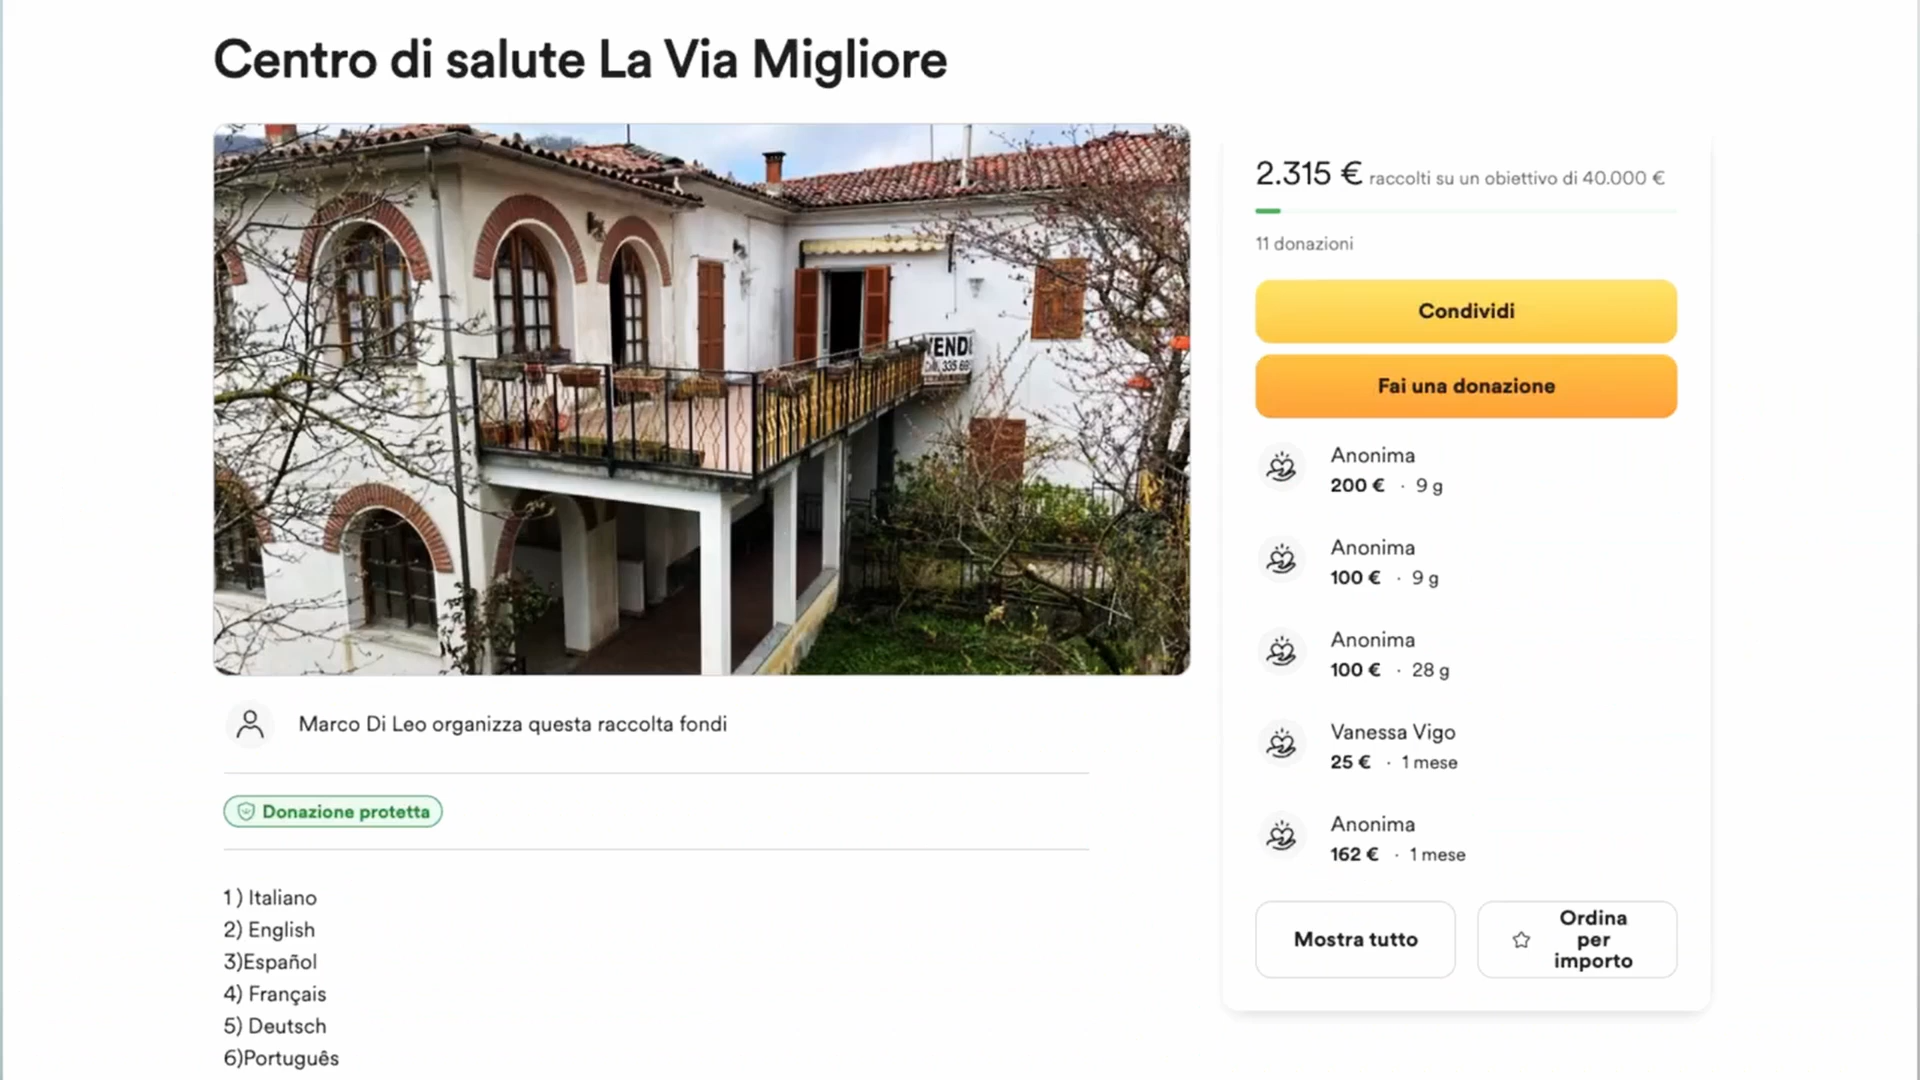 Centro di salute La Via Migliore
VENDE
335 69
2.315 € raccolti su un obiettivo di 40.000 €
11 donazioni
Condividi
Fai una donazione
Anonima
200 € · 9 g
Anonima
100 € · 9 g
Anonima
100 € · 28 g
Vanessa Vigo
25 € · 1 mese
Anonima
162 € · 1 mese
Mostra tutto
Ordina
per
importo
Marco Di Leo organizza questa raccolta fondi
Donazione protetta
1) Italiano
2) English
3)Español
4) Français
5) Deutsch
6)Português